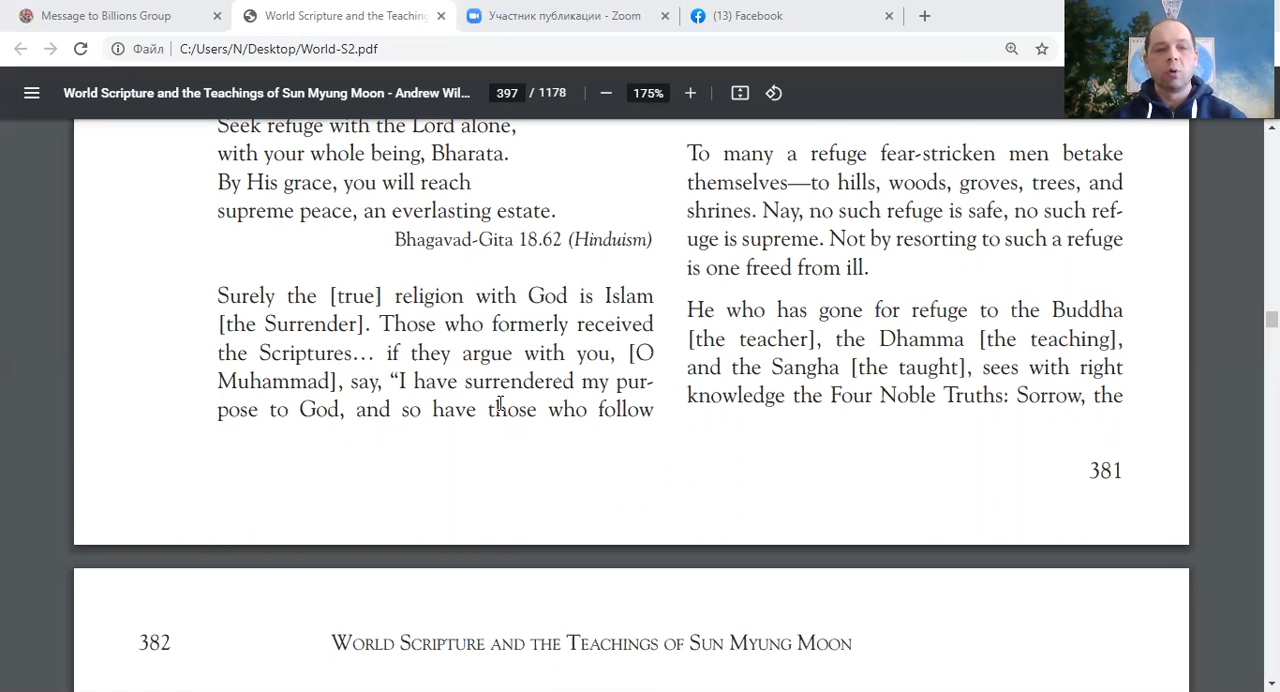 Message to Billions Group
World Scripture and the Teaching
Участник публикации - Zoom
(13) Facebook
Файл
C:/Users/N/Desktop/World-S2.pdf
World Scripture and the Teachings of Sun Myung Moon - Andrew Wil...
397 / 1178
175%
Seek refuge with the Lord alone,
with your whole being, Bharata.
By His grace, you will reach
supreme peace, an everlasting estate.
Bhagavad-Gita 18.62 (Hinduism)
Surely the [true] religion with God is Islam
[the Surrender]. Those who formerly received
the Scriptures… if they argue with you, [O
Muhammad], say, “I have surrendered my pur-
pose to God, and so have those who follow
To many a refuge fear-stricken men betake
themselves—to hills, woods, groves, trees, and
shrines. Nay, no such refuge is safe, no such ref-
uge is supreme. Not by resorting to such a refuge
is one freed from ill.
He who has gone for refuge to the Buddha
[the teacher], the Dhamma [the teaching],
and the Sangha [the taught], sees with right
knowledge the Four Noble Truths: Sorrow, the
381
382
World Scripture and the Teachings of Sun Myung Moon